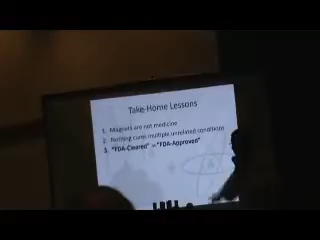 Take-Home Lessons
1. Magnets are not medicine
2. Nothing cures multiple unrelated conditions
3. "FDA-Cleared" ≠ "FDA-Approved"